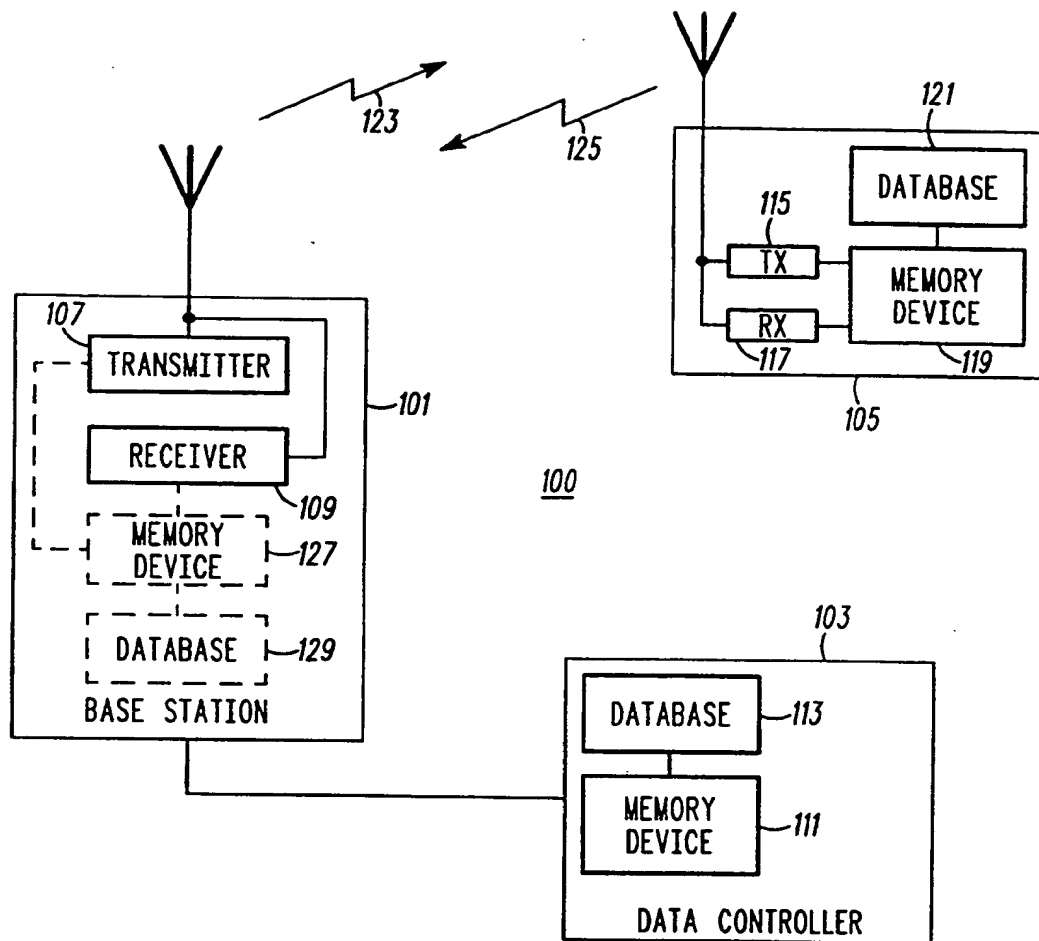 123
125
121
DATABASE
115
TX
MEMORY
DEVICE
RX
117
119
105
107
TRANSMITTER
101
RECEIVER
109
100
MEMORY
DEVICE
127
DATABASE
129
BASE STATION
103
DATABASE
113
MEMORY
DEVICE
111
DATA CONTROLLER